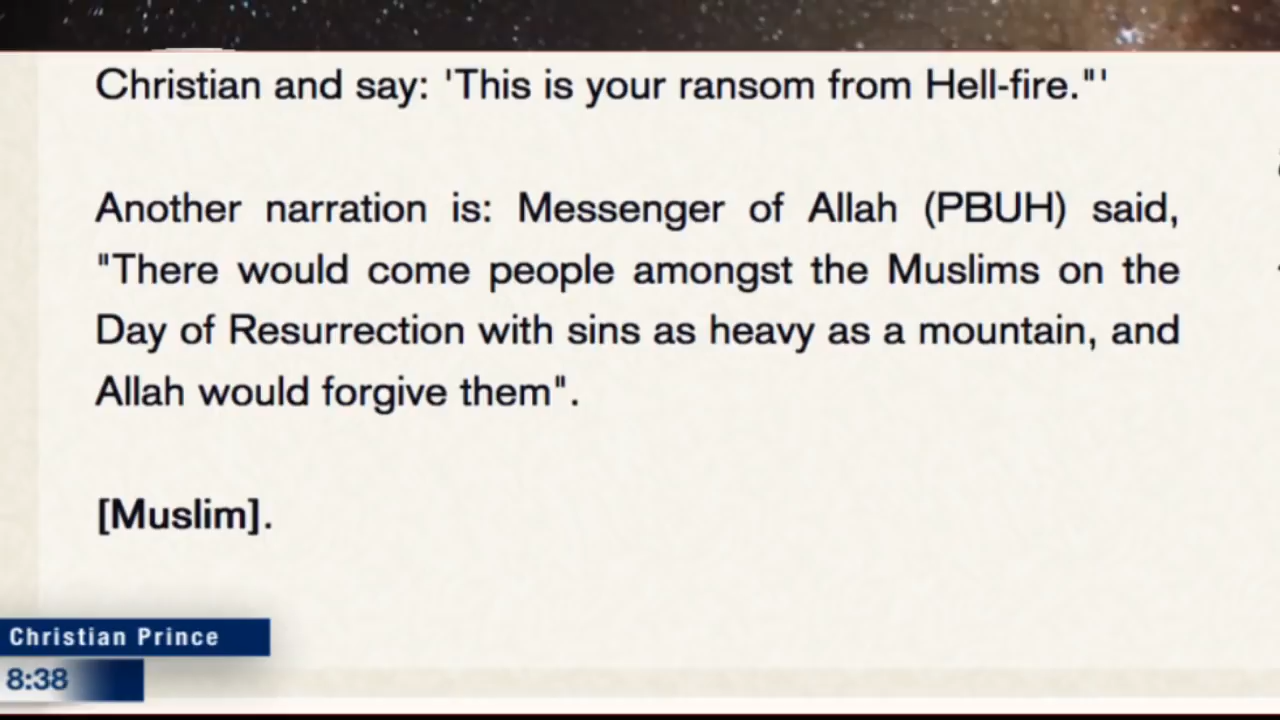 Christian and say: 'This is your ransom from Hell-fire."'
Another narration is: Messenger of Allah (PBUH) said,
"There would come people amongst the Muslims on the
Day of Resurrection with sins as heavy as a mountain, and
Allah would forgive them".
[Muslim].
Christian Prince
8:38